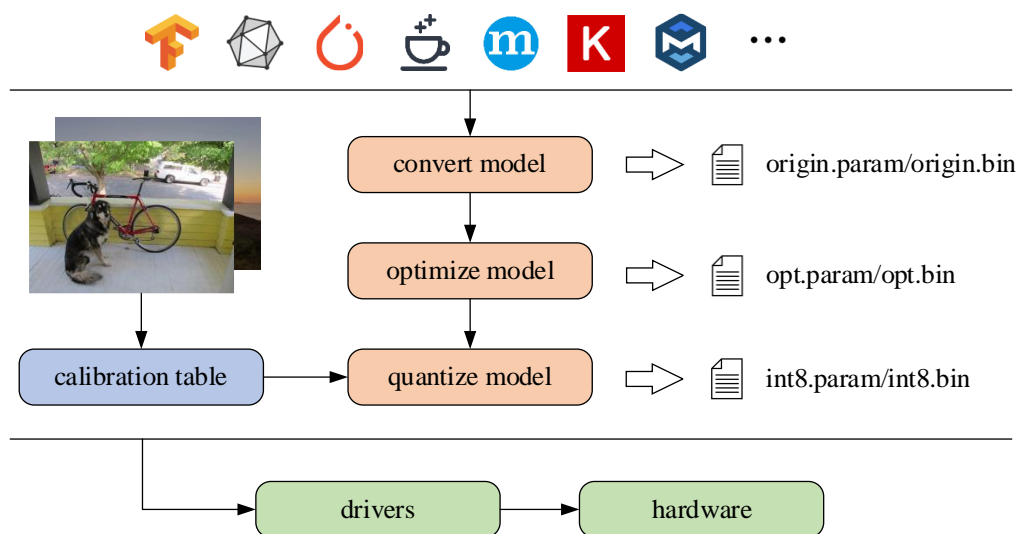 m
K
M
...
convert model
origin.param/origin.bin
optimize model
opt.param/opt.bin
calibration table
quantize model
int8.param/int8.bin
drivers
hardware